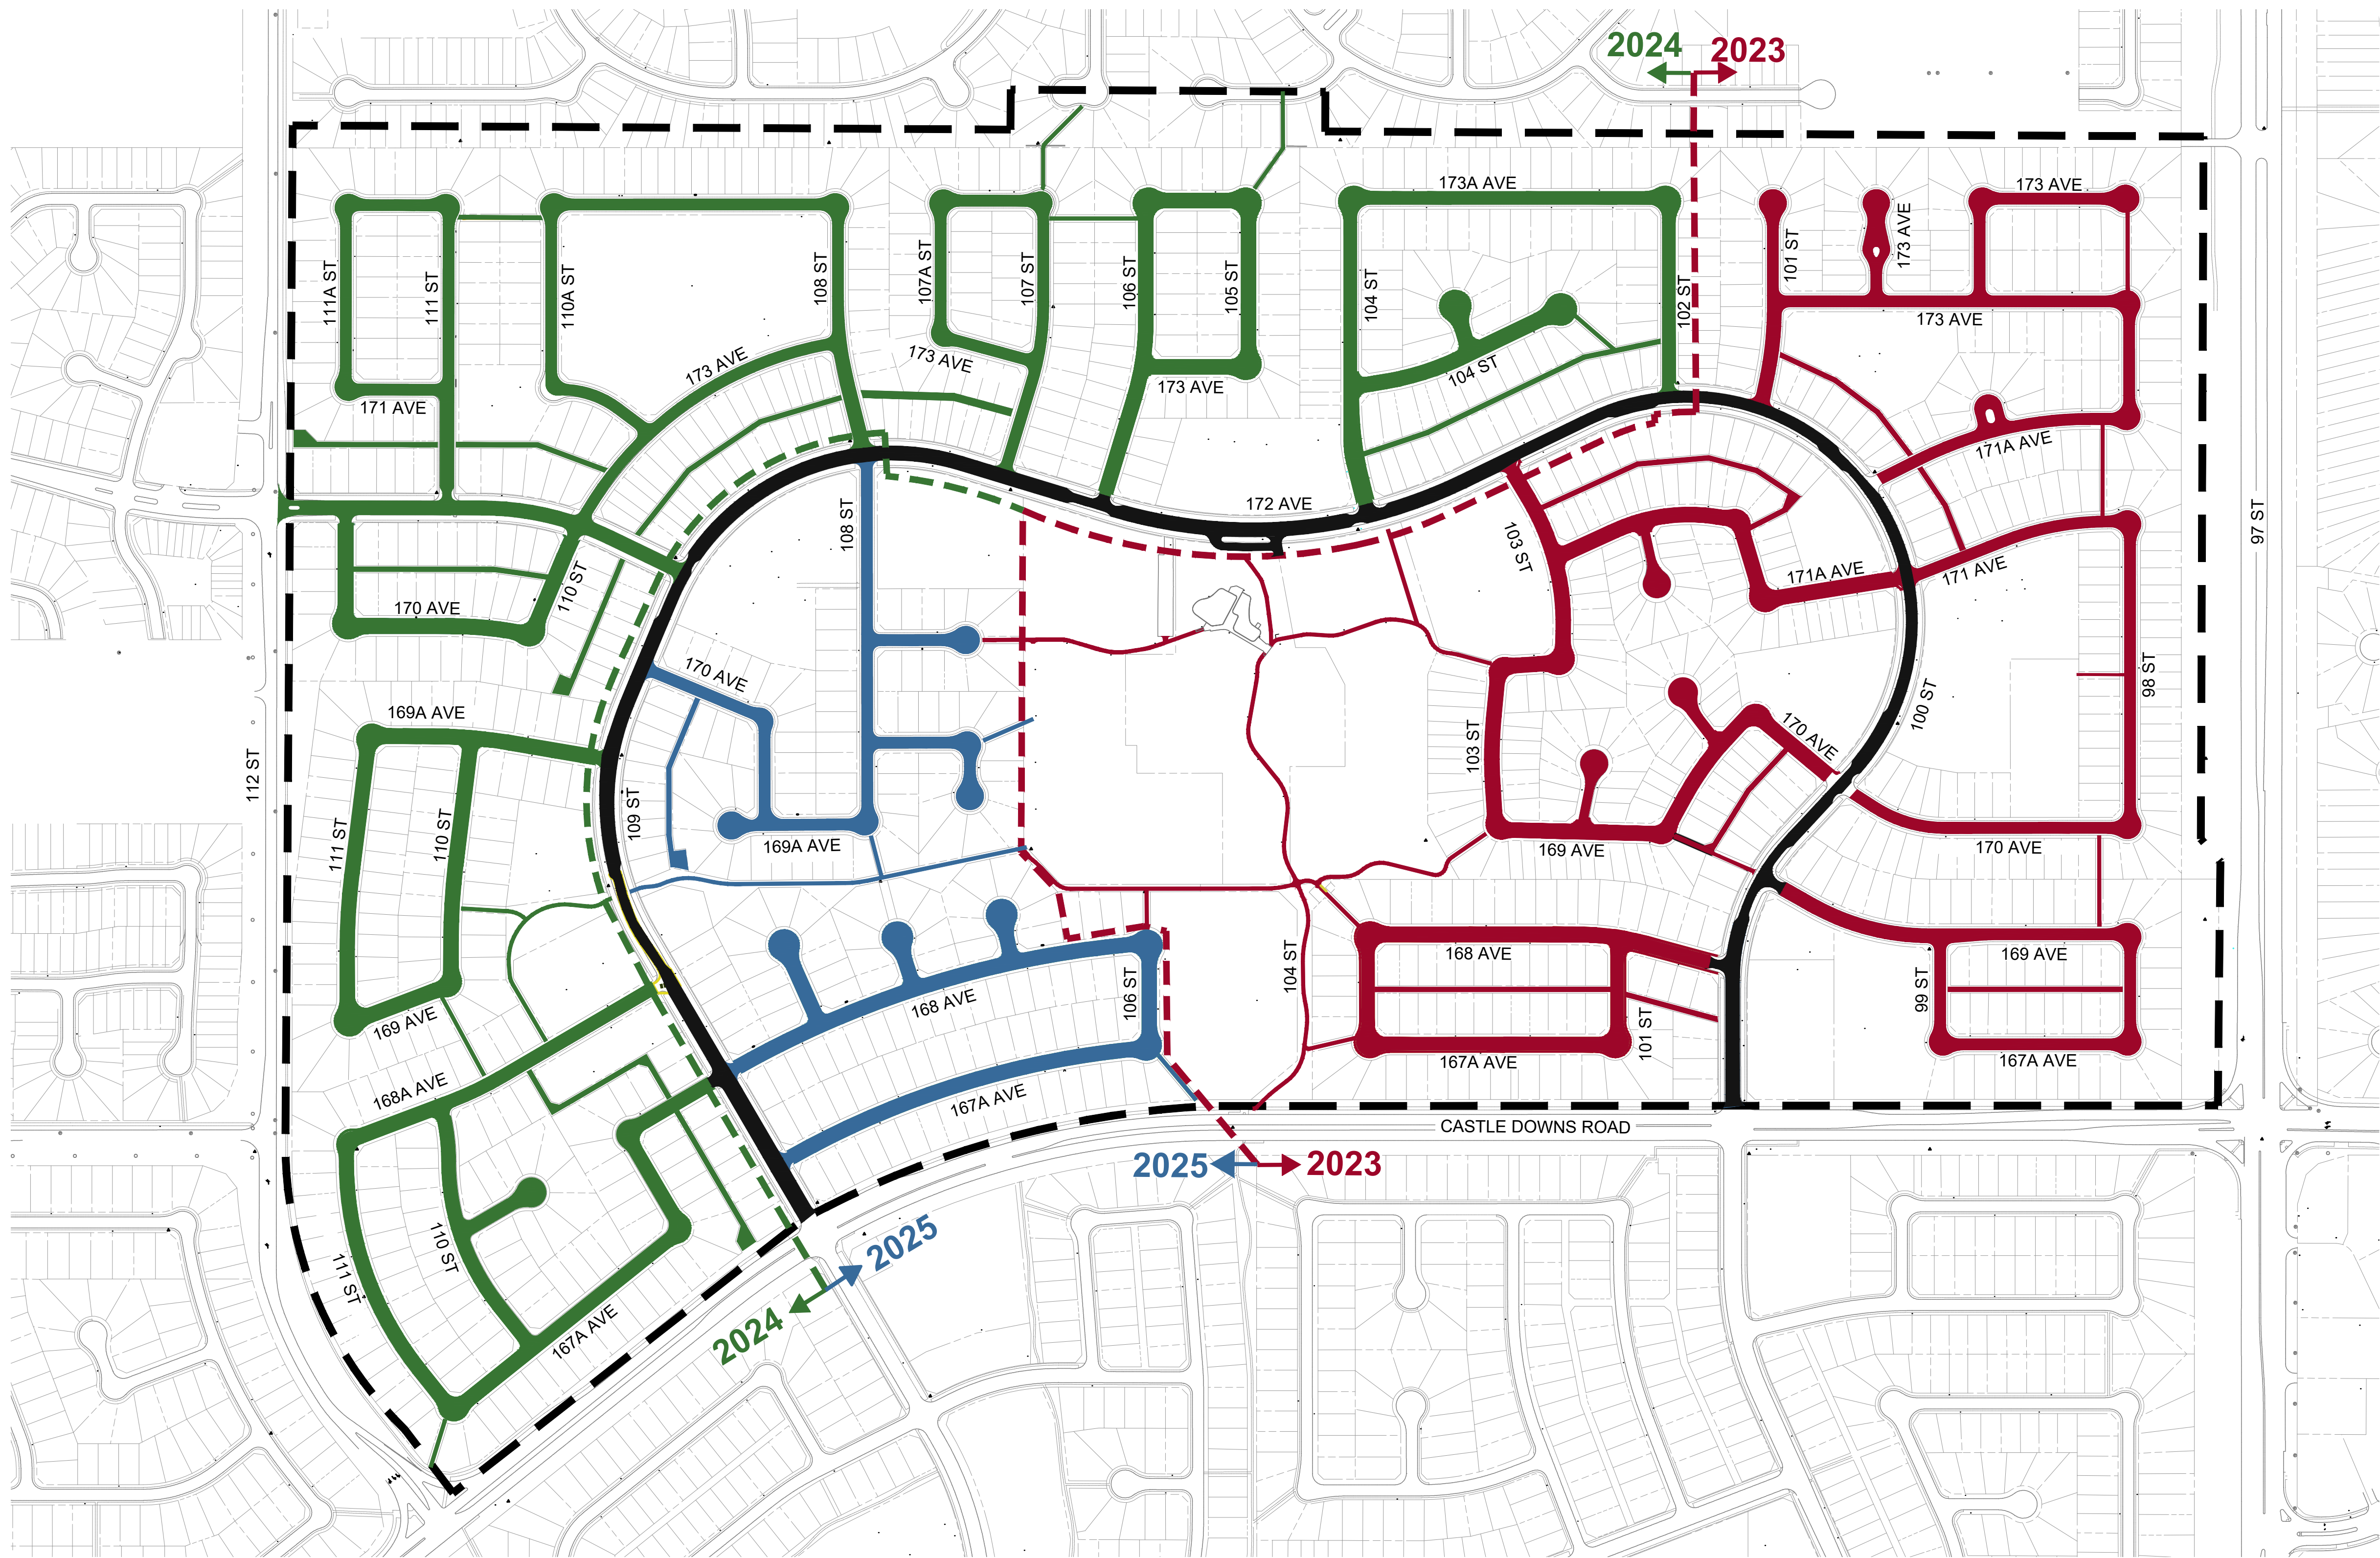 2024
2023
173A AVE
173 AVE
111A ST
111 ST
110A ST
108 ST
107A ST
107 ST
106 ST
105 ST
104 ST
102 ST
101 ST
173 AVE
173 AVE
173 AVE
173 AVE
173 AVE
104 ST
171 AVE
171A AVE
172 AVE
108 ST
103 ST
97 ST
110 ST
170 AVE
171A AVE
171 AVE
170 AVE
98 ST
100 ST
169A AVE
112 ST
103 ST
170 AVE
109 ST
111 ST
110 ST
169A AVE
169 AVE
170 AVE
168 AVE
169 AVE
104 ST
106 ST
99 ST
168 AVE
169 AVE
101 ST
168A AVE
167A AVE
167A AVE
167A AVE
CASTLE DOWNS ROAD
2025
2023
110 ST
111 ST
2025
2024
167A AVE